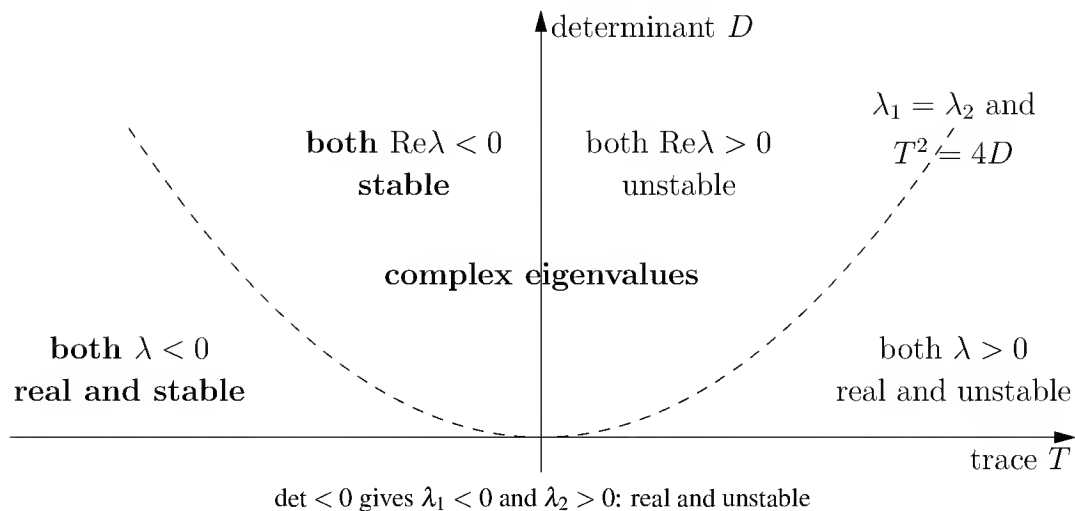 determinant D
λ₁ = λ₂ and
T² = 4D
both Reλ < 0
stable
both Reλ > 0
unstable
complex eigenvalues
both λ < 0
real and stable
both λ > 0
real and unstable
trace T
det < 0 gives λ₁ < 0 and λ₂ > 0: real and unstable